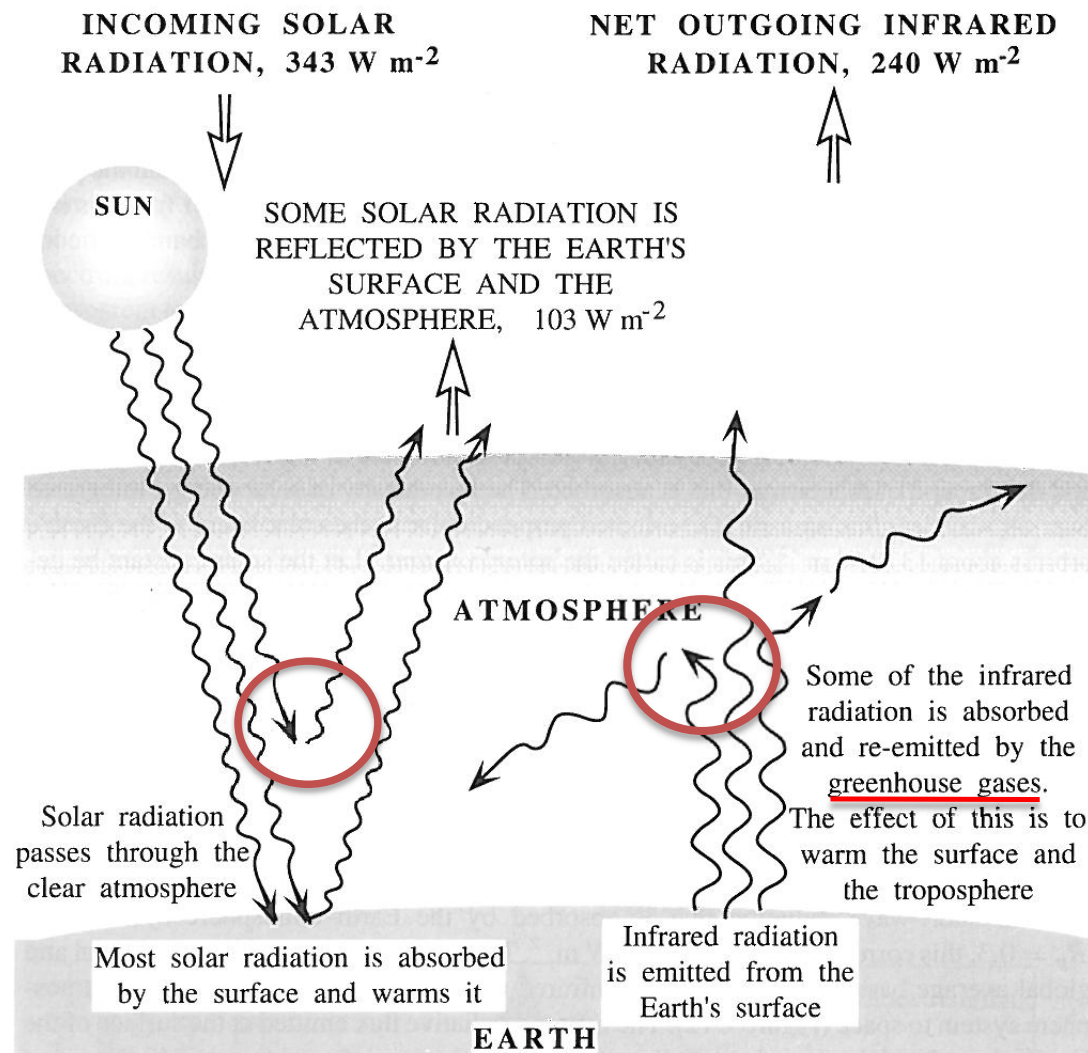 INCOMING SOLAR
RADIATION, 343 W m-2
NET OUTGOING INFRARED
RADIATION, 240 W m-2
SUN
SOME SOLAR RADIATION IS
REFLECTED BY THE EARTH'S
SURFACE AND THE
ATMOSPHERE, 103 W m-2
ATMOSPHERE
Some of the infrared
radiation is absorbed
and re-emitted by the
greenhouse gases.
The effect of this is to
warm the surface and
the troposphere
Solar radiation
passes through the
clear atmosphere
Most solar radiation is absorbed
by the surface and warms it
Infrared radiation
is emitted from the
Earth's surface
EARTH